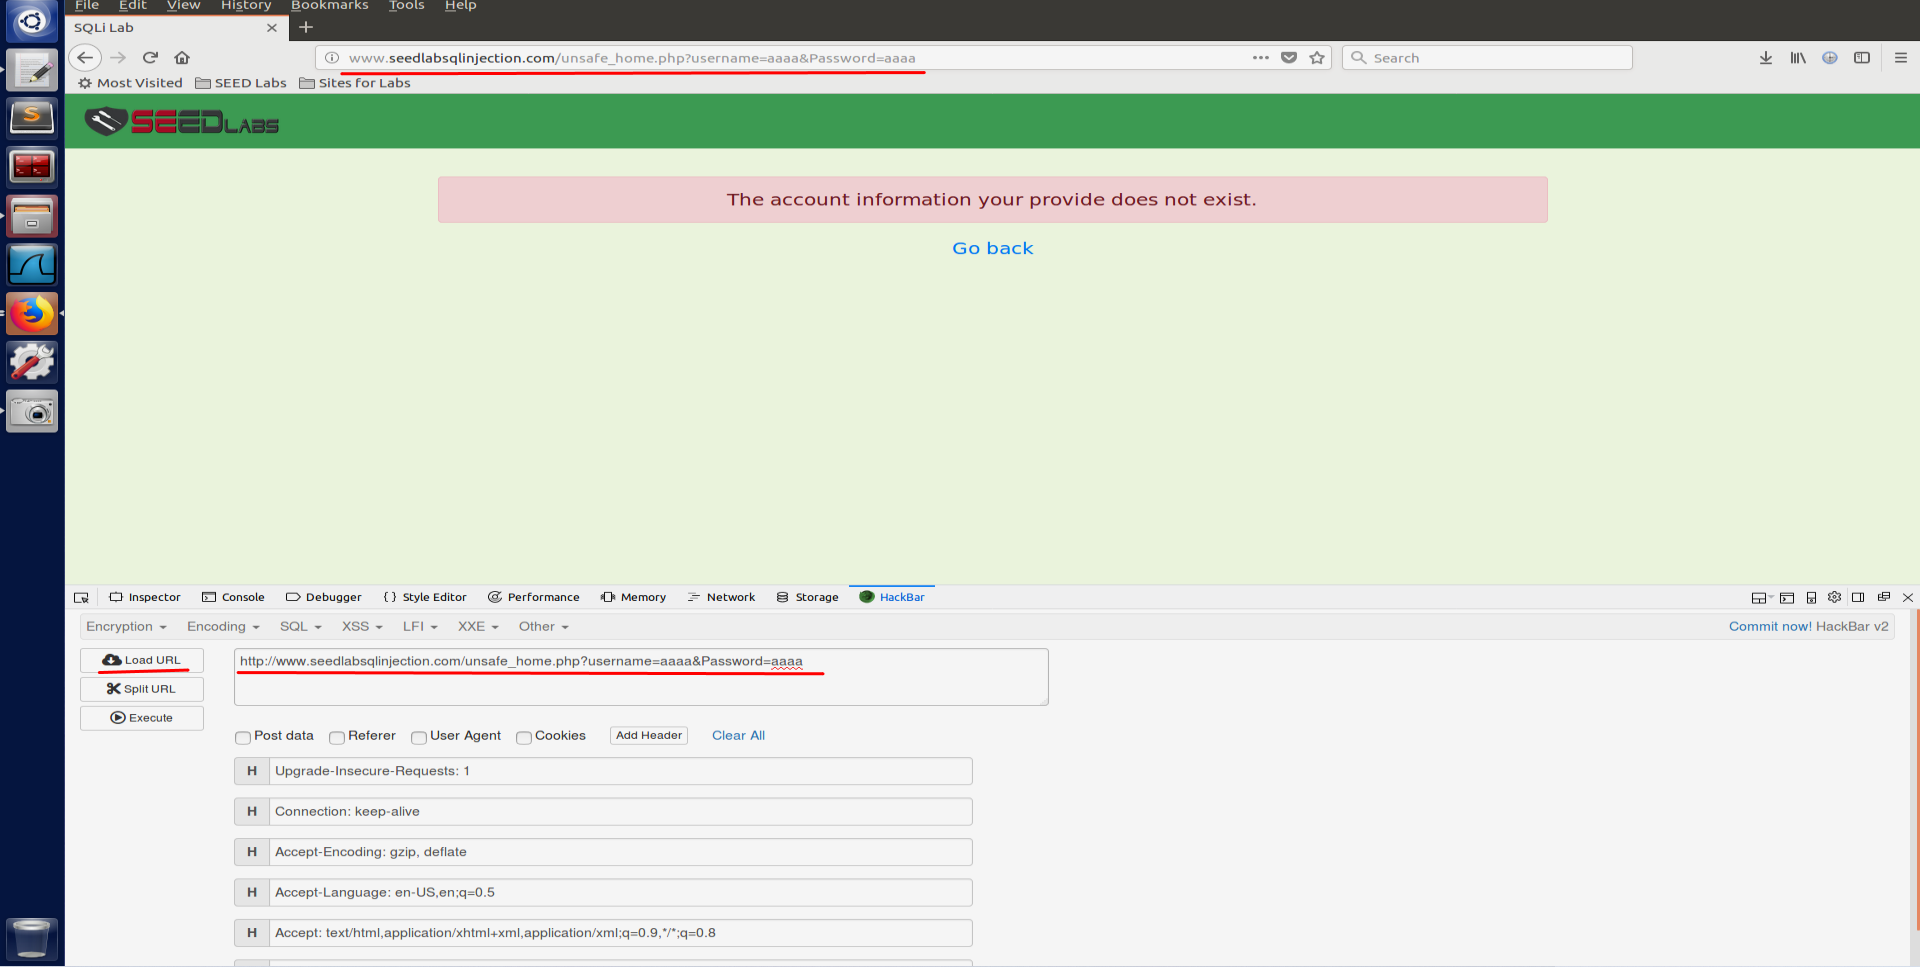 File Edit View History Bookmarks Tools Help
SQLi Lab
www.seedlabsqlinjection.com/unsafe_home.php?username=aaaa&Password=aaaa
Search
Most Visited SEED Labs Sites for Labs
SEEDLABS
The account information your provide does not exist.
Go back
Inspector Console Debugger Style Editor Performance Memory Network Storage HackBar
Encryption Encoding SQL XSS LFI XXE Other Commit now! HackBar v2
Load URL
http://www.seedlabsqlinjection.com/unsafe_home.php?username=aaaa&Password=aaaa
Split URL
Execute
Post data Referer User Agent Cookies Add Header Clear All
H Upgrade-Insecure-Requests: 1
H Connection: keep-alive
H Accept-Encoding: gzip, deflate
H Accept-Language: en-US,en;q=0.5
H Accept: text/html,application/xhtml+xml,application/xml;q=0.9,*/*;q=0.8